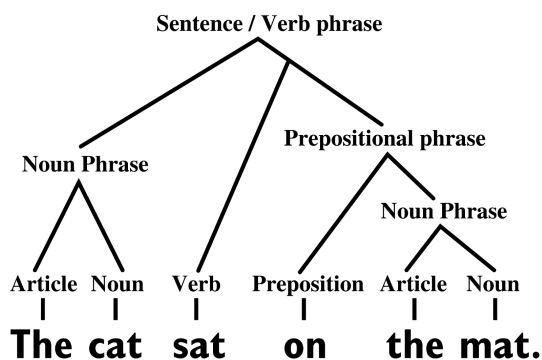 Sentence / Verb phrase
Prepositional phrase
Noun Phrase
Noun Phrase
Article Noun Verb Preposition Article Noun
The cat sat on the mat.